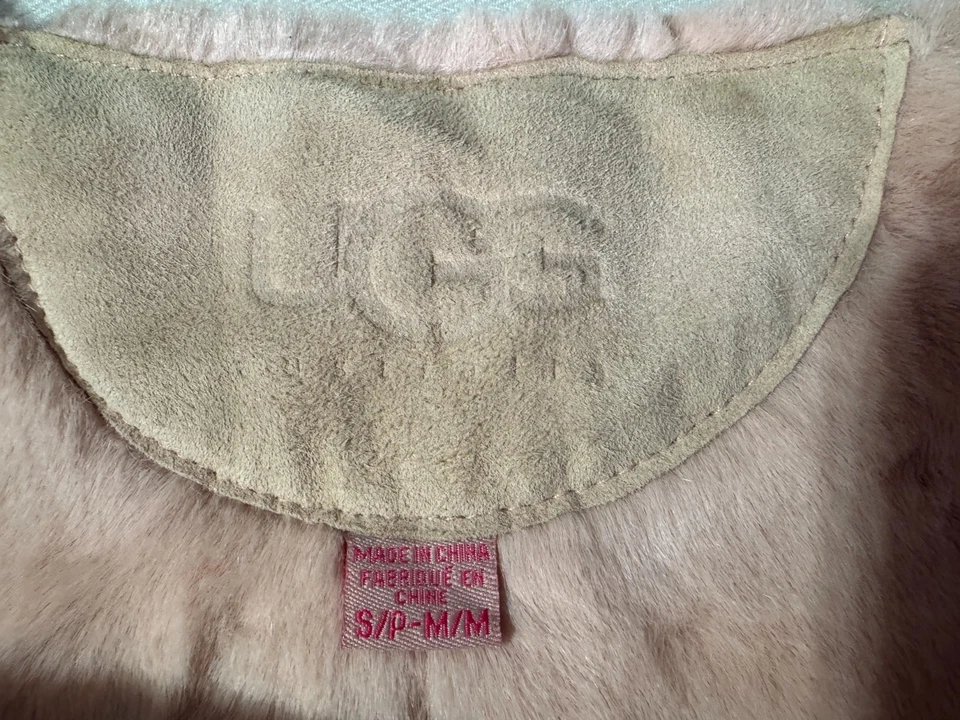 UGG
MADE IN CHINA
FABRIQUÉ EN
CHINE
S/P-M/M